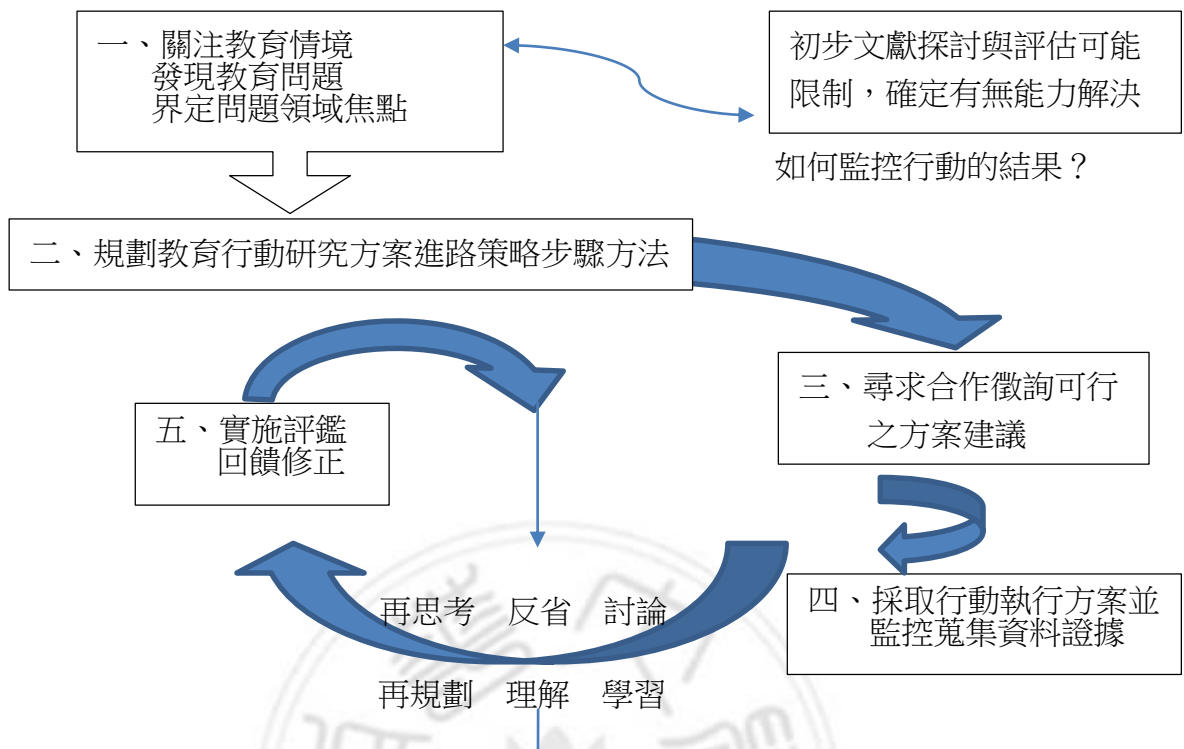 一、關注教育情境
發現教育問題
界定問題領域焦點
初步文獻探討與評估可能
限制，確定有無能力解決
如何監控行動的結果？
二、規劃教育行動研究方案進路策略步驟方法
三、尋求合作徵詢可行
之方案建議
五、實施評鑑
回饋修正
四、採取行動執行方案並
監控蒐集資料證據
再思考 反省 討論
再規劃 理解 學習